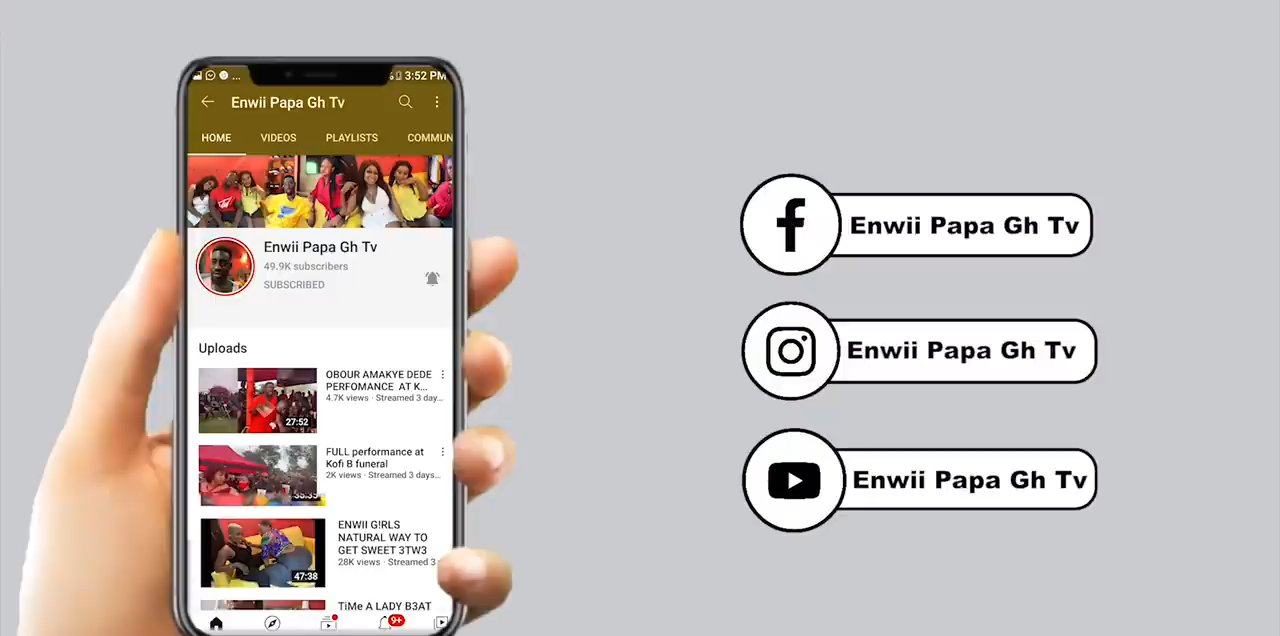 ... 3:52 PM
Enwii Papa Gh Tv
HOME VIDEOS PLAYLISTS COMMUN
Enwii Papa Gh Tv
49.9K subscribers
SUBSCRIBED
Uploads
OBOUR AMAKYE DEDE
PERFOMANCE AT K...
4.7K views · Streamed 3 day...
27:52
FULL performance at
Kofi B funeral
2K views · Streamed 3 days...
35:35
ENWII G!RLS
NATURAL WAY TO
GET SWEET 3TW3
28K views · Streamed 3
47:38
TiMe A LADY B3AT
9+
Enwii Papa Gh Tv
Enwii Papa Gh Tv
Enwii Papa Gh Tv